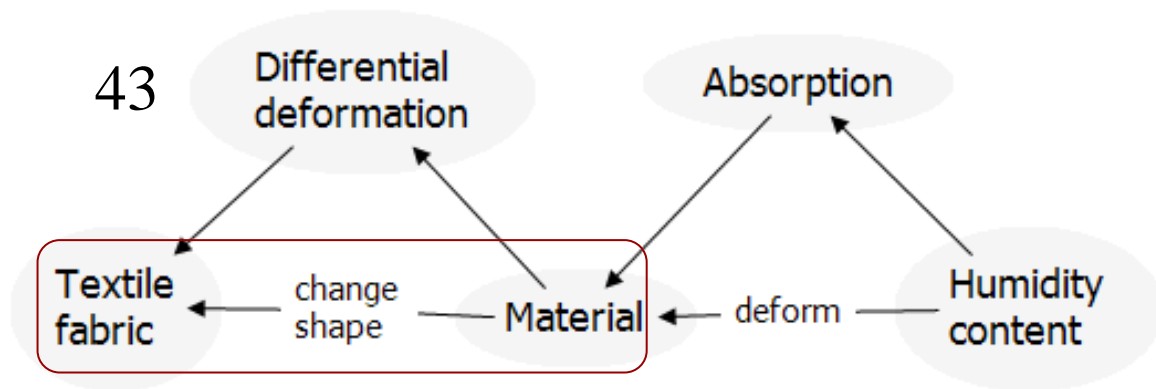 43
Differential
deformation
Absorption
Textile
fabric
change
shape
Material
deform
Humidity
content